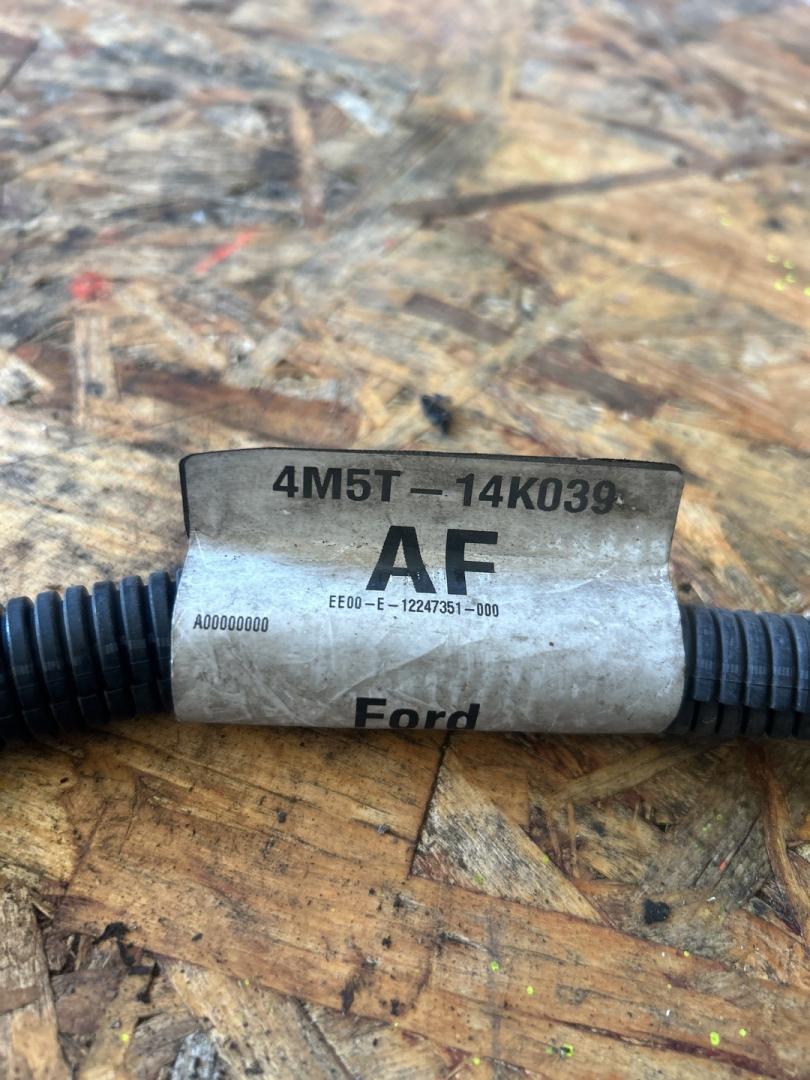 4M5T – 14K039
AF
EE00 – E – 12247351 – 000
A00000000
Ford